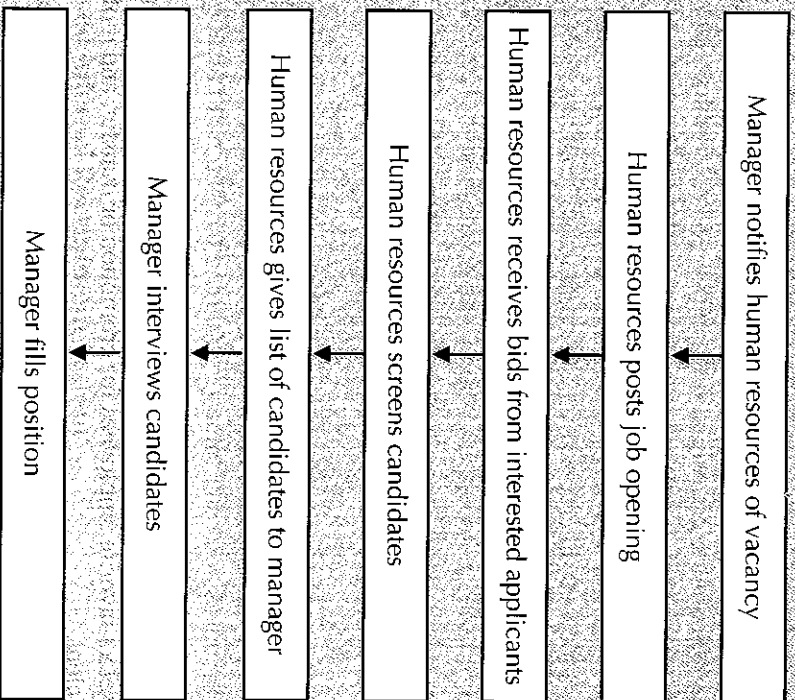 Manager notifies human resources of vacancy
Human resources posts job opening
Human resources receives bids from interested applicants
Human resources screens candidates
Human resources gives list of candidates to manager
Manager interviews candidates
Manager fills position